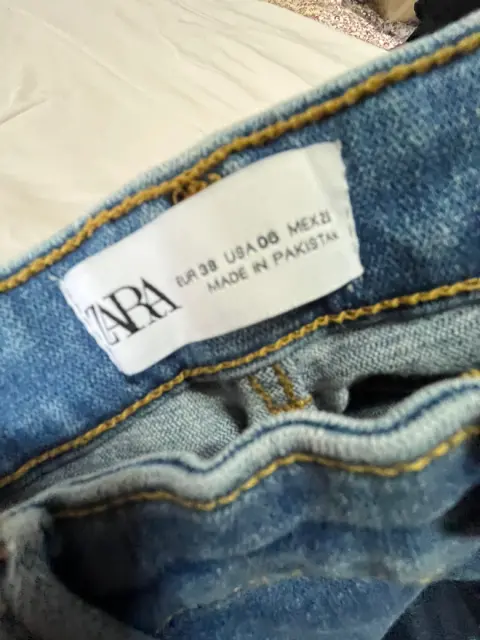 ZARA
EUR 38 USA 06 MEX 28
MADE IN PAKISTAN